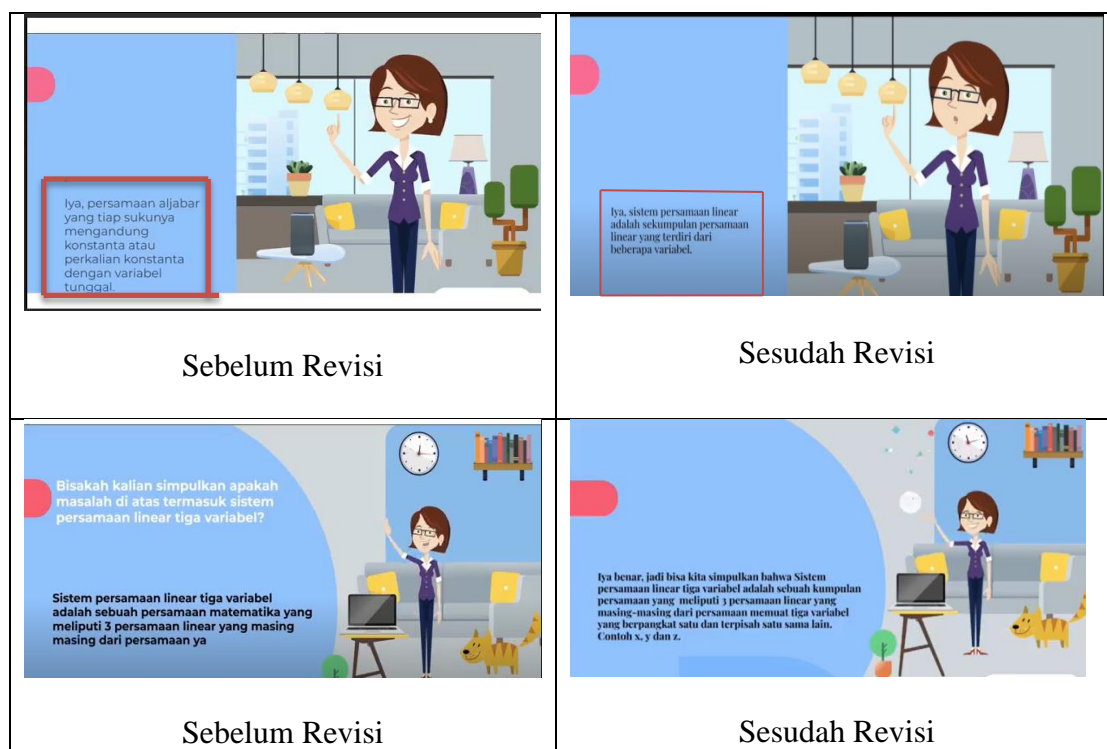 Iya, persamaan aljabar
yang tiap sukunya
mengandung
konstanta atau
perkalian konstanta
dengan variabel
tunggal.
Sebelum Revisi
Iya, sistem persamaan linear
adalah sekumpulan persamaan
linear yang terdiri dari
beberapa variabel.
Sesudah Revisi
Bisakah kalian simpulkan apakah
masalah di atas termasuk sistem
persamaan linear tiga variabel?
Sistem persamaan linear tiga variabel
adalah sebuah persamaan matematika yang
meliputi 3 persamaan linear yang masing
masing dari persamaan ya
Sebelum Revisi
Iya benar, jadi bisa kita simpulkan bahwa Sistem
persamaan linear tiga variabel adalah sebuah kumpulan
persamaan yang meliputi 3 persamaan linear yang
masing-masing dari persamaan memuat tiga variabel
yang berpangkat satu dan terpisah satu sama lain.
Contoh x, y dan z.
Sesudah Revisi